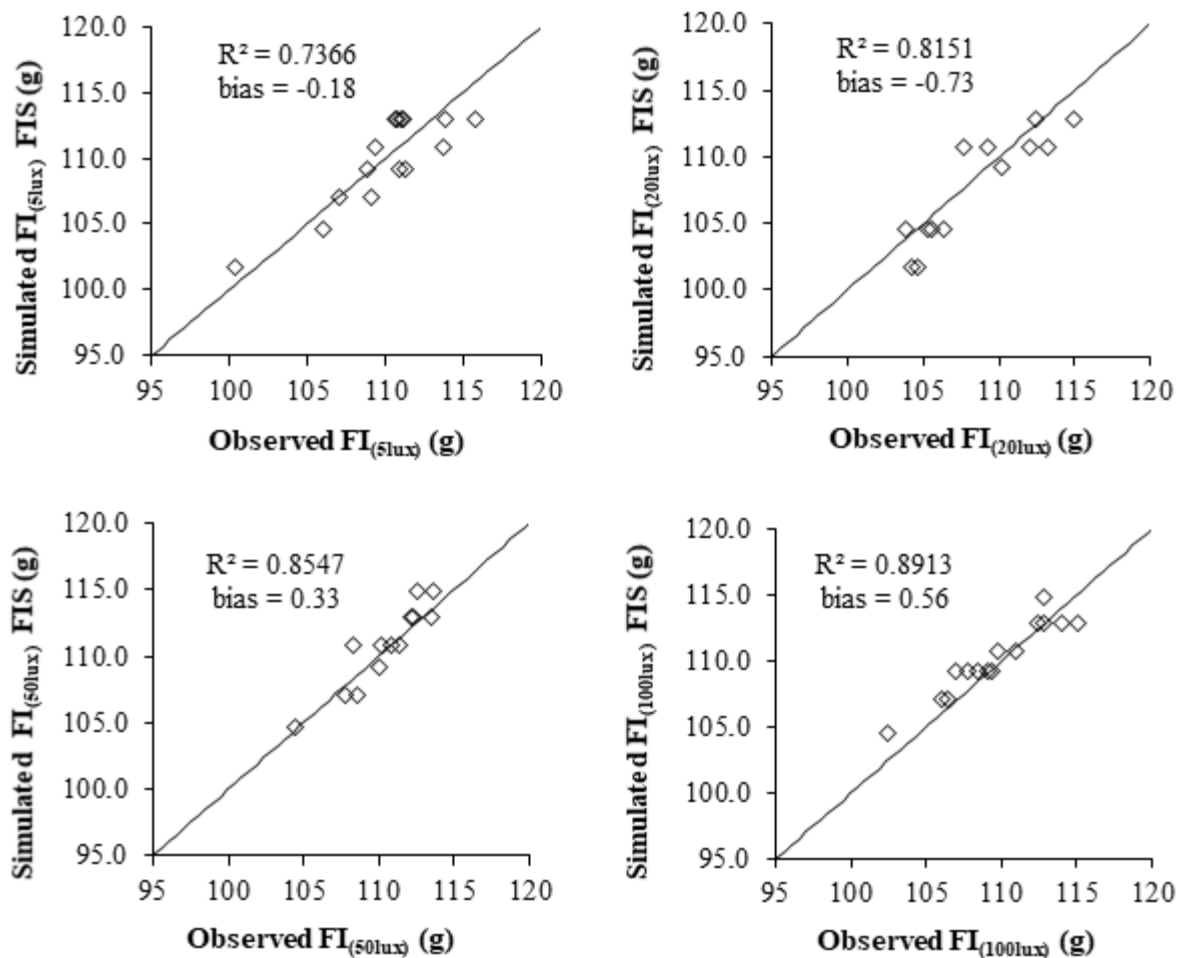 Simulated FI(5lux) FIS (g)
120.0
115.0
110.0
105.0
100.0
95.0
R² = 0.7366
bias = -0.18
95 100 105 110 115 120
Observed FI(5lux) (g)
Simulated FI(20lux) FIS (g)
120.0
115.0
110.0
105.0
100.0
95.0
R² = 0.8151
bias = -0.73
95 100 105 110 115 120
Observed FI(20lux) (g)
Simulated FI(50lux) FIS (g)
120.0
115.0
110.0
105.0
100.0
95.0
R² = 0.8547
bias = 0.33
95 100 105 110 115 120
Observed FI(50lux) (g)
Simulated FI(100lux) FIS (g)
120.0
115.0
110.0
105.0
100.0
95.0
R² = 0.8913
bias = 0.56
95 100 105 110 115 120
Observed FI(100lux) (g)